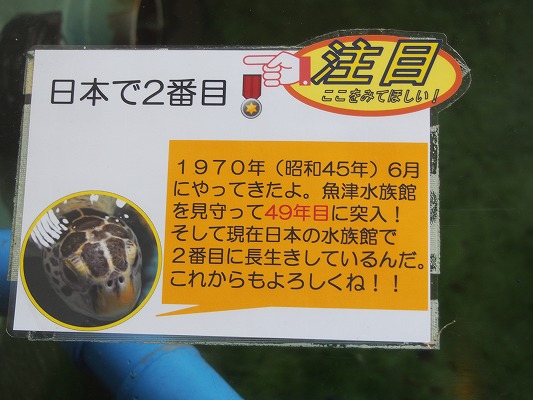 日本で2番目
注目
ここをみてほしい！
１９７０年（昭和45年）6月
にやってきたよ。魚津水族館
を見守って49年目に突入！
そして現在日本の水族館で
２番目に長生きしているんだ。
これからもよろしくね！！